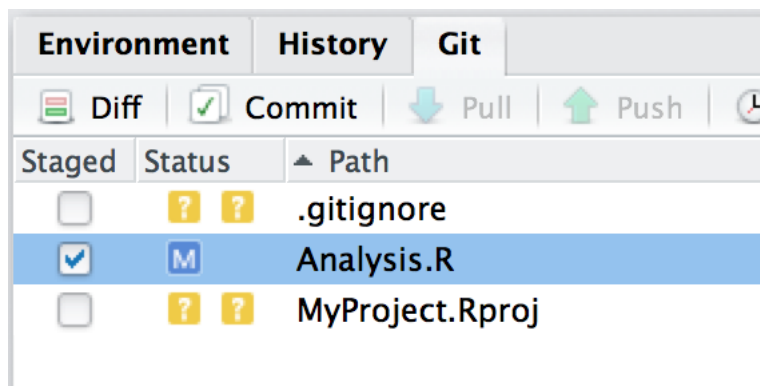 Environment History Git
Diff Commit Pull Push
Staged Status Path
? ? .gitignore
M Analysis.R
? ? MyProject.Rproj